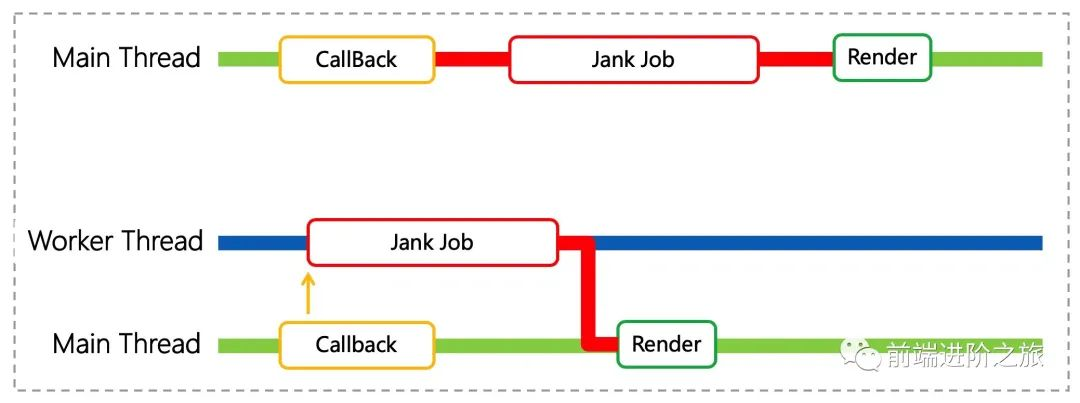 Main Thread CallBack Jank Job Render
Worker Thread Jank Job
Main Thread Callback Render
前端进阶之旅